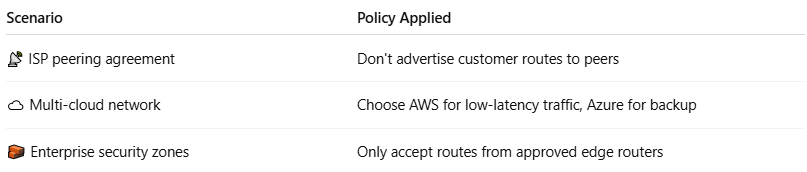 Scenario Policy Applied
📡 ISP peering agreement Don't advertise customer routes to peers
☁ Multi-cloud network Choose AWS for low-latency traffic, Azure for backup
🧱 Enterprise security zones Only accept routes from approved edge routers